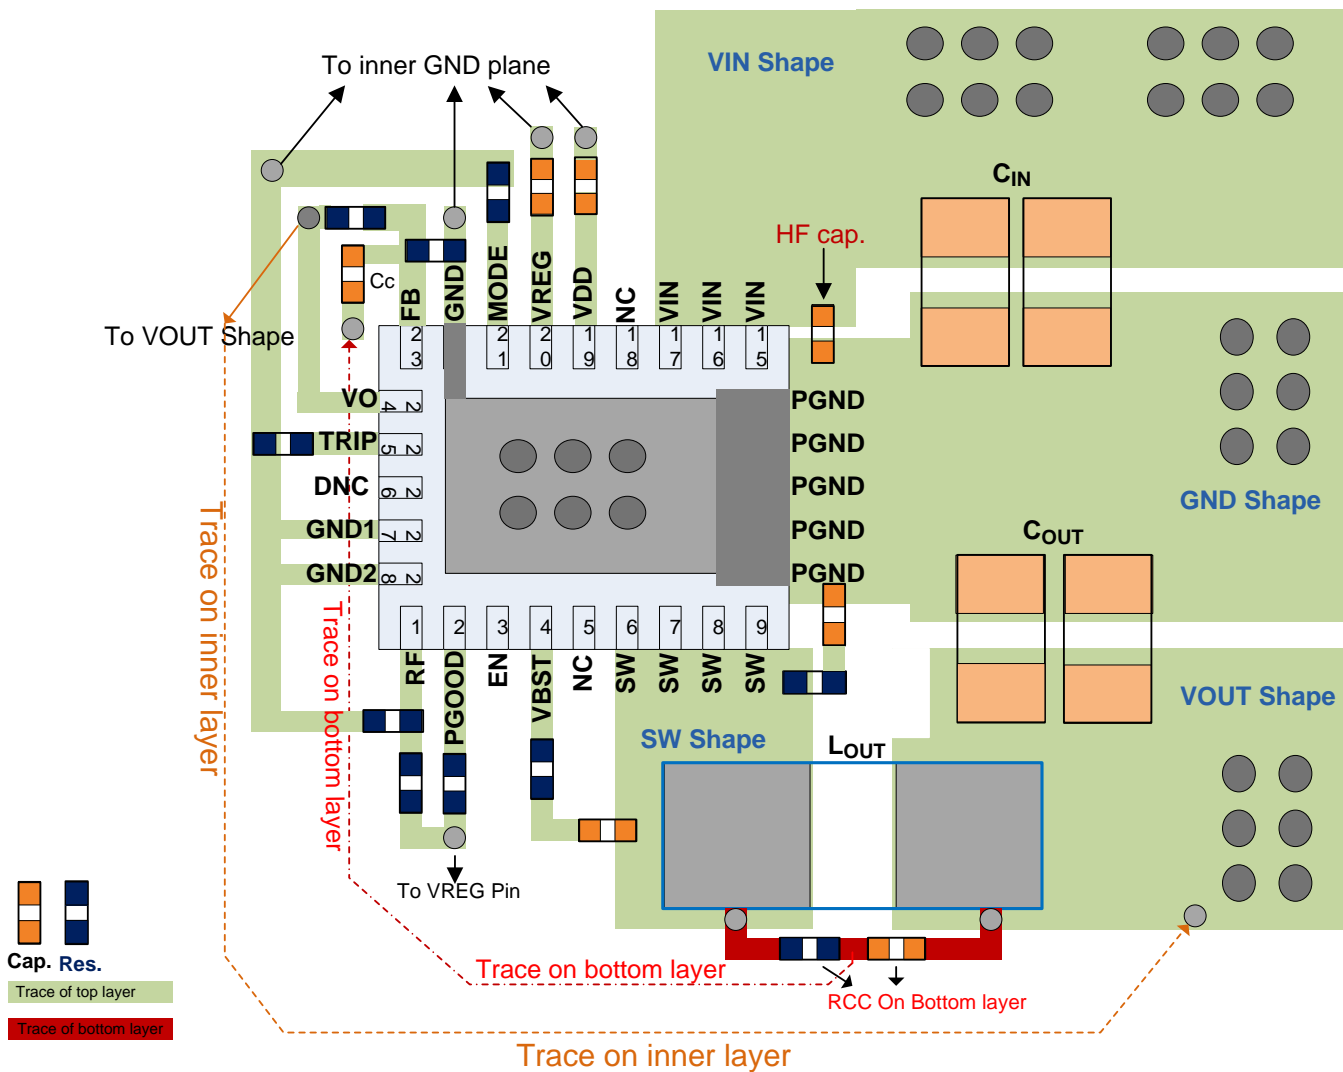 To inner GND plane
VIN Shape
C_IN
HF cap.
Cc
FB
GND
MODE
VREG
VDD
NC
VIN
VIN
VIN
To VOUT Shape
23
21
20
19
18
17
16
15
VO
24
PGND
TRIP
25
PGND
DNC
26
PGND
GND Shape
GND1
27
PGND
GND2
28
PGND
C_OUT
1
2
3
4
5
6
7
8
9
RF
PGOOD
EN
VBST
NC
SW
SW
SW
SW
Trace on inner layer
Trace on bottom layer
SW Shape
L_OUT
VOUT Shape
To VREG Pin
Cap.
Res.
Trace of top layer
Trace of bottom layer
Trace on bottom layer
RCC On Bottom layer
Trace on inner layer